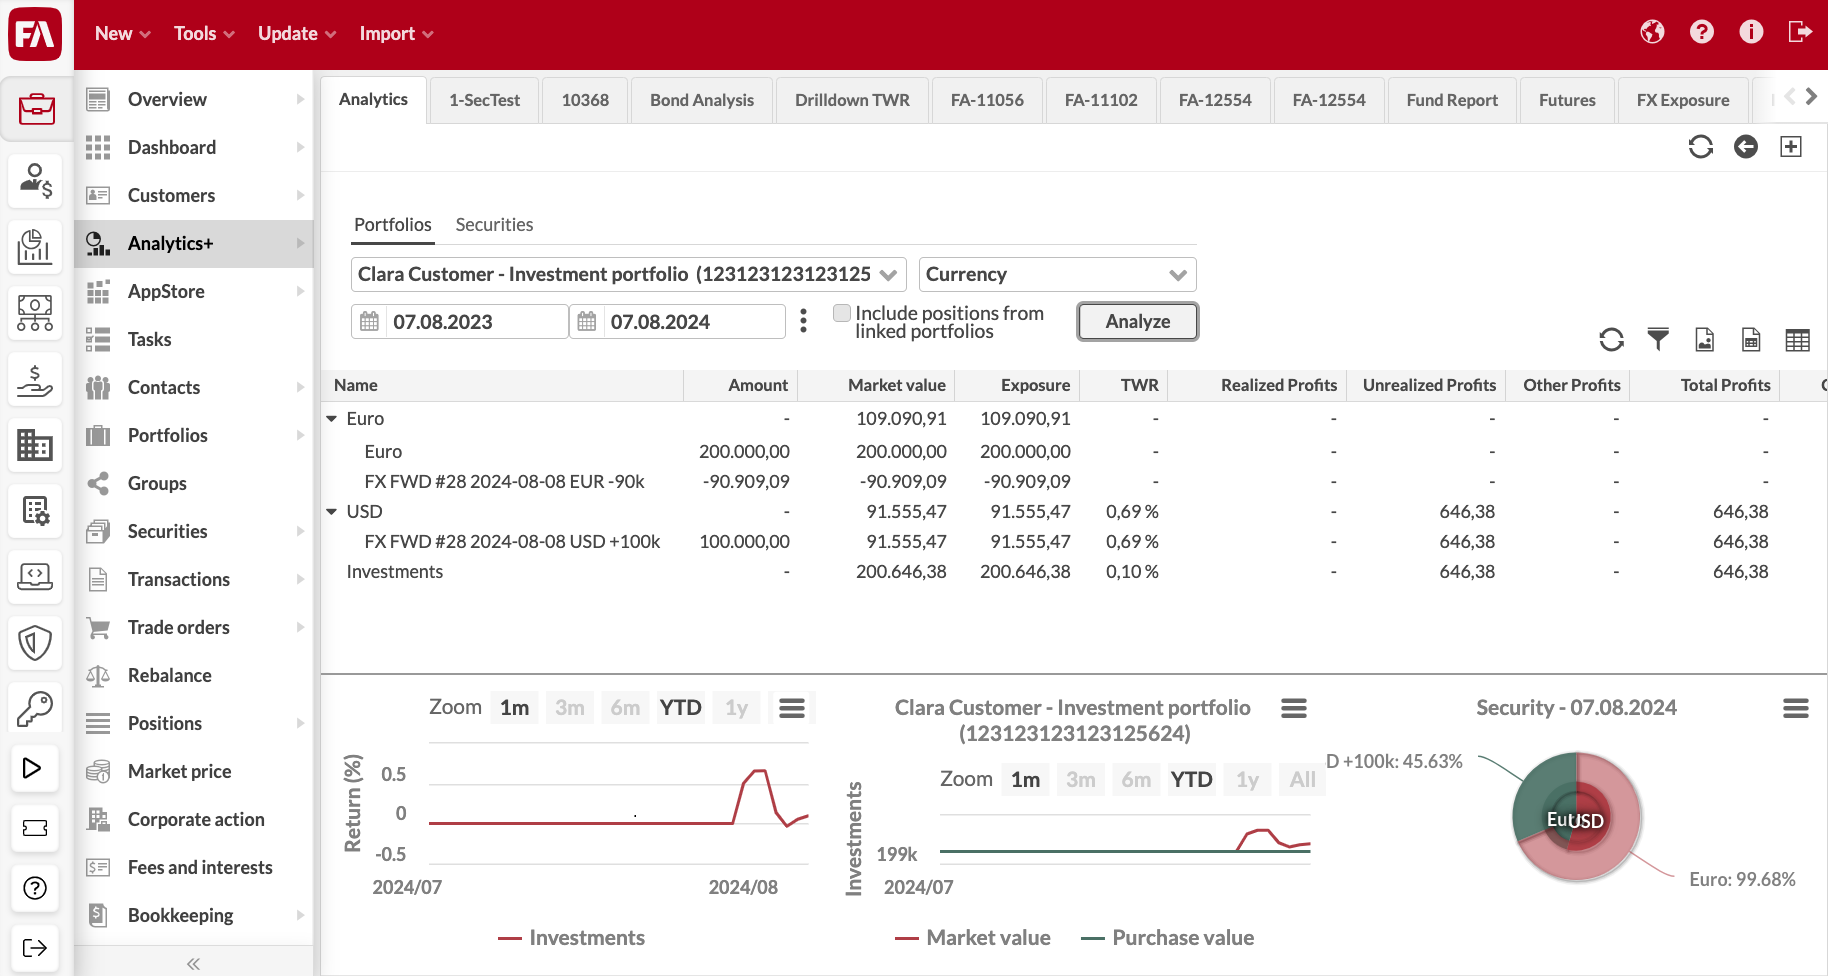 FA
New
Tools
Update
Import
Overview
Dashboard
Customers
Analytics+
AppStore
Tasks
Contacts
Portfolios
Groups
Securities
Transactions
Trade orders
Rebalance
Positions
Market price
Corporate action
Fees and interests
Bookkeeping
Analytics
1-SecTest
10368
Bond Analysis
Drilldown TWR
FA-11056
FA-11102
FA-12554
FA-12554
Fund Report
Futures
FX Exposure
Portfolios
Securities
Clara Customer - Investment portfolio (123123123123125
Currency
07.08.2023
07.08.2024
Include positions from
linked portfolios
Analyze
Name Amount Market value Exposure TWR Realized Profits Unrealized Profits Other Profits Total Profits
Euro - 109.090,91 109.090,91 - - - - -
Euro 200.000,00 200.000,00 200.000,00 - - - - -
FX FWD #28 2024-08-08 EUR -90k -90.909,09 -90.909,09 -90.909,09 - - - - -
USD - 91.555,47 91.555,47 0,69 % - 646,38 - 646,38
FX FWD #28 2024-08-08 USD +100k 100.000,00 91.555,47 91.555,47 0,69 % - 646,38 - 646,38
Investments - 200.646,38 200.646,38 0,10 % - 646,38 - 646,38
Zoom 1m 3m 6m YTD 1y
Return (%)
0.5
0
-0.5
2024/07 2024/08
Investments
Clara Customer - Investment portfolio
(123123123123125624)
Zoom 1m 3m 6m YTD 1y All
Investments
199k
2024/07
Market value Purchase value
Security - 07.08.2024
D +100k: 45.63%
USD
Euro: 99.68%